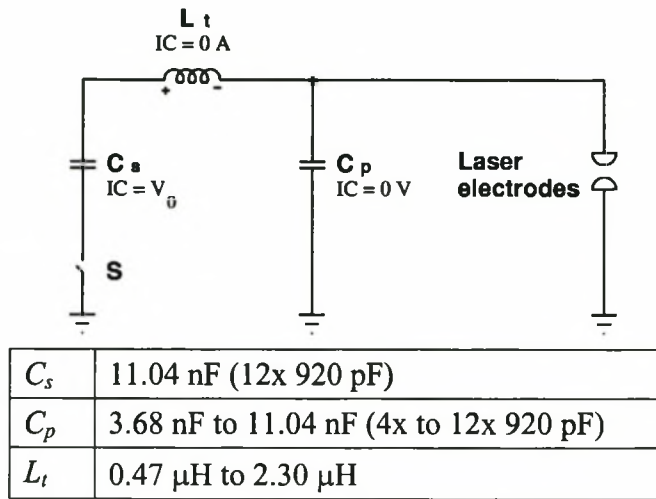 L t
IC = 0 A
+ -
C s
IC = V0
C p
IC = 0 V
Laser
electrodes
S
Cs 11.04 nF (12x 920 pF)
Cp 3.68 nF to 11.04 nF (4x to 12x 920 pF)
Lt 0.47 μH to 2.30 μH